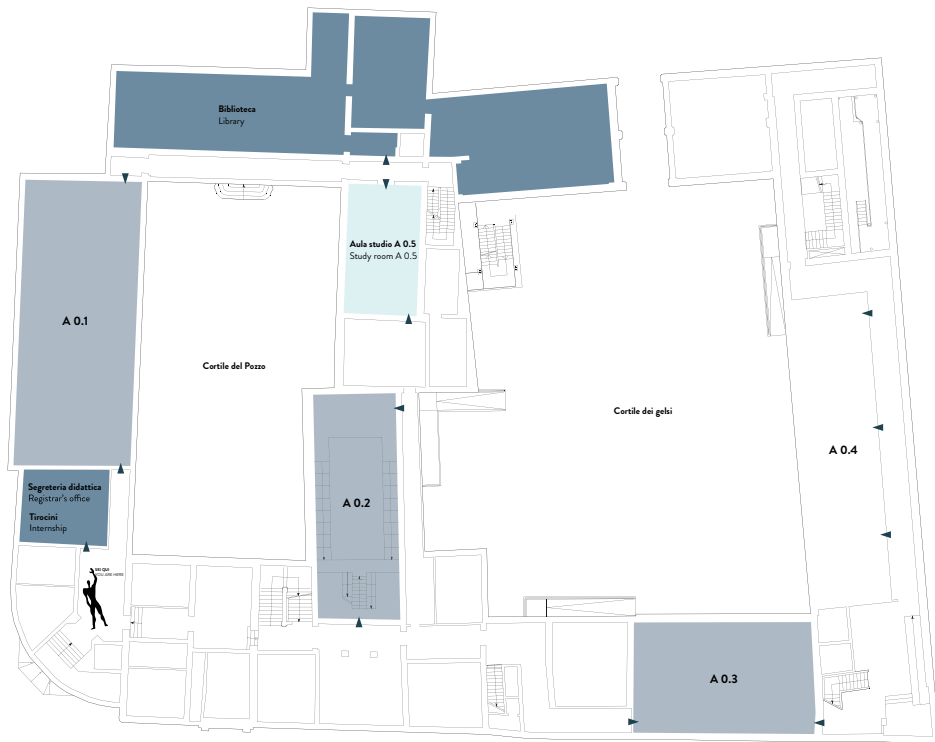 Biblioteca
Library
Aula studio A 0.5
Study room A 0.5
A 0.1
Cortile del Pozzo
Cortile dei gelsi
A 0.4
Segreteria didattica
Registrar's office
Tirocini
Internship
A 0.2
SEI QUI
YOU ARE HERE
A 0.3